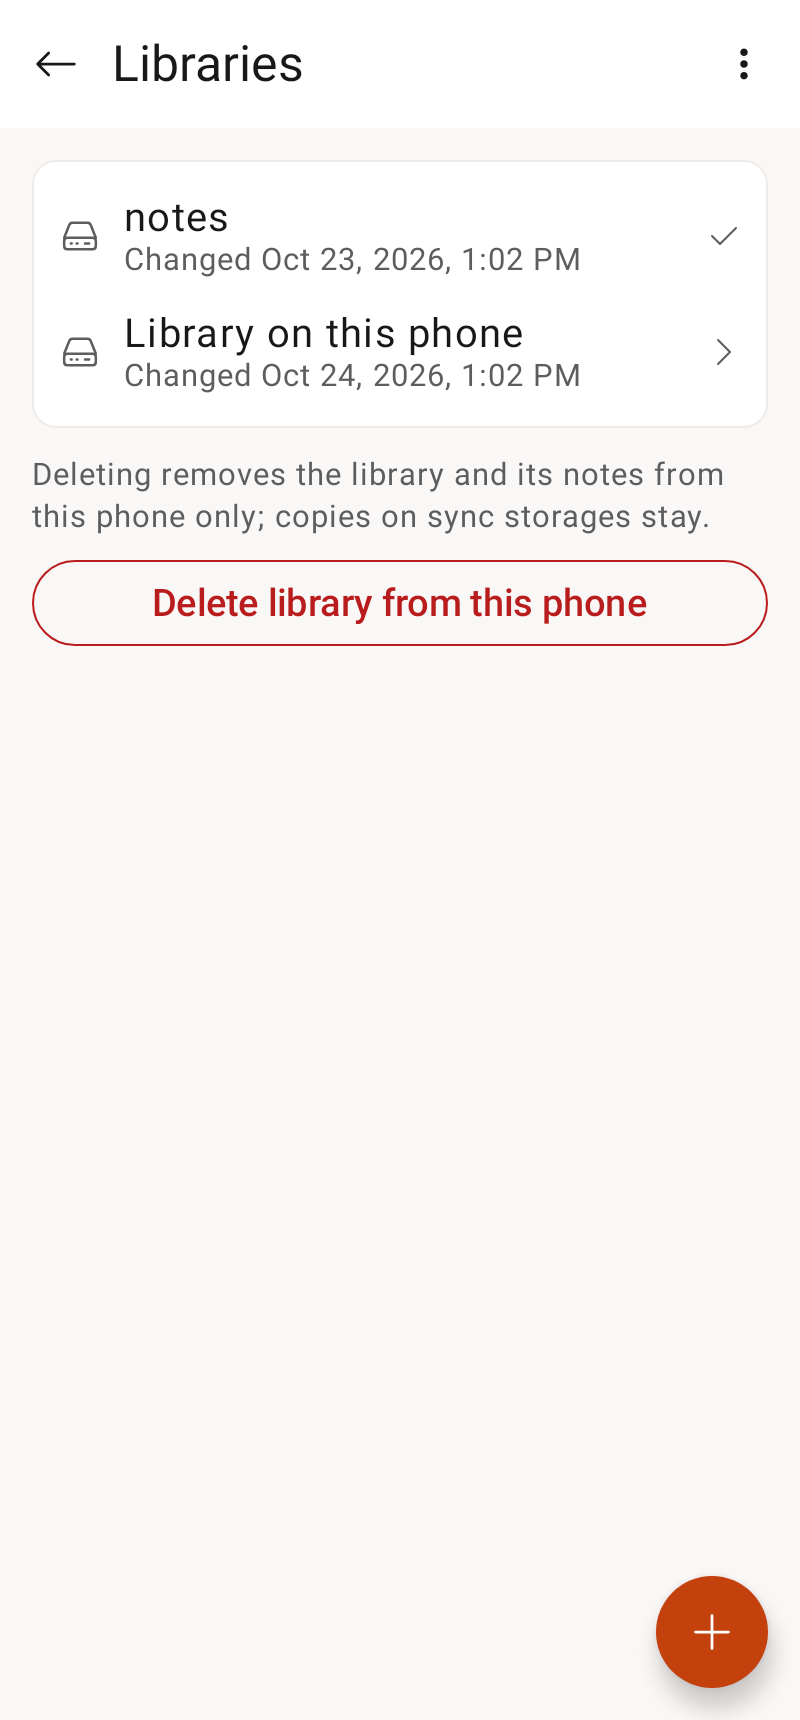 Libraries
notes
Changed Oct 23, 2026, 1:02 PM
Library on this phone
Changed Oct 24, 2026, 1:02 PM
Deleting removes the library and its notes from
this phone only; copies on sync storages stay.
Delete library from this phone